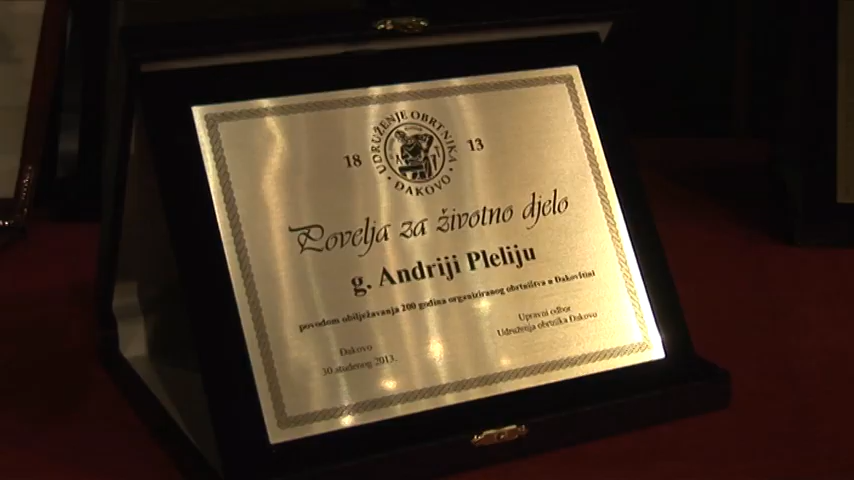 UDRUŽENJE OBRTNIKA
18 13
· ĐAKOVO ·
Povelja za životno djelo
g. Andriji Pleliju
povodom obilježavanja 200 godina organiziranog obrtništva u Đakovštini
Đakovo
30. studenog 2013.
Upravni odbor
Udruženja obrtnika Đakovo